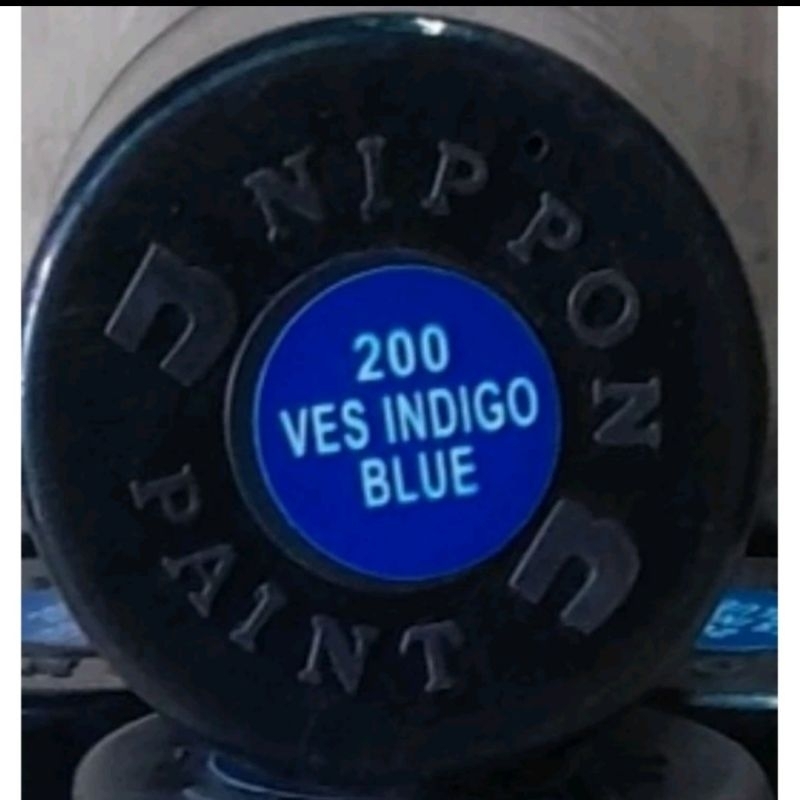 NIPPON
PAINT
200
VES INDIGO
BLUE